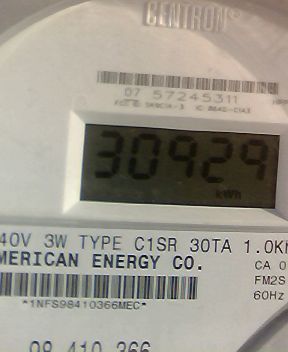 CENTRON®
07 57245311
30929
kWh
40V 3W TYPE C1SR 30TA 1.0K
MERICAN ENERGY CO.
CA 0
FM2S
60Hz
*1NFS98410366MEC*
98 410 366